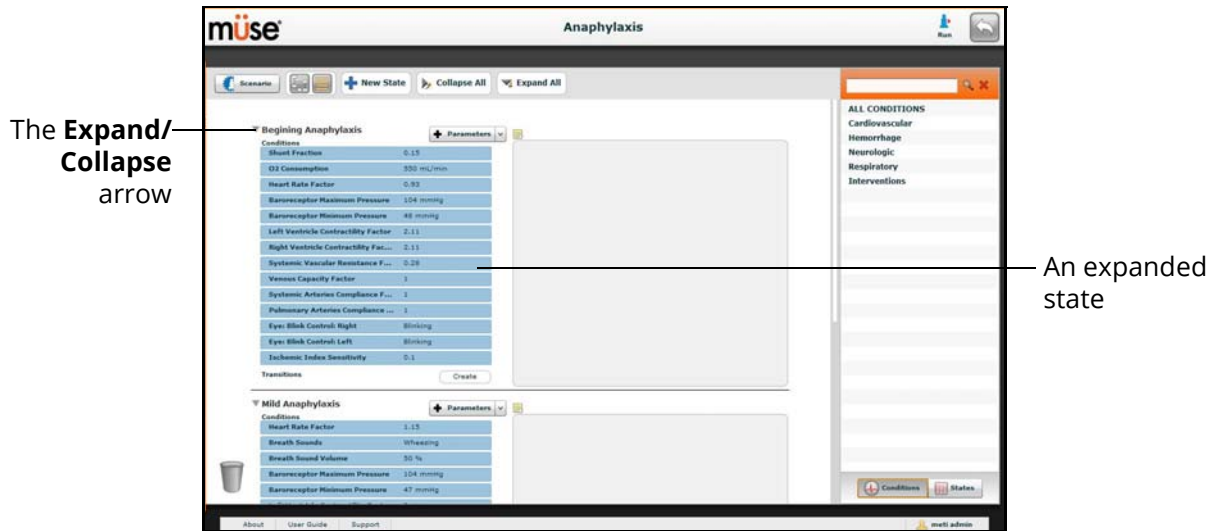 müse
Anaphylaxis
Run
Scenario
New State
Collapse All
Expand All
The Expand/
Collapse
arrow
Begining Anaphylaxis
Parameters
Conditions
Shunt Fraction 0.15
O2 Consumption 550 mL/min
Heart Rate Factor 0.93
Baroreceptor Maximum Pressure 104 mmHg
Baroreceptor Minimum Pressure 48 mmHg
Left Ventricle Contractility Factor 2.11
Right Ventricle Contractility Fac... 2.11
Systemic Vascular Resistance F... 0.28
Venous Capacity Factor 1
Systemic Arteries Compliance F... 1
Pulmonary Arteries Compliance ... 1
Eye: Blink Control: Right Blinking
Eye: Blink Control: Left Blinking
Ischemic Index Sensitivity 0.1
Transitions
Create
Mild Anaphylaxis
Parameters
Conditions
Heart Rate Factor 1.15
Breath Sounds Wheezing
Breath Sound Volume 50 %
Baroreceptor Maximum Pressure 104 mmHg
Baroreceptor Minimum Pressure 47 mmHg
ALL CONDITIONS
Cardiovascular
Hemorrhage
Neurologic
Respiratory
Interventions
An expanded
state
Conditions
States
About
User Guide
Support
meti admin